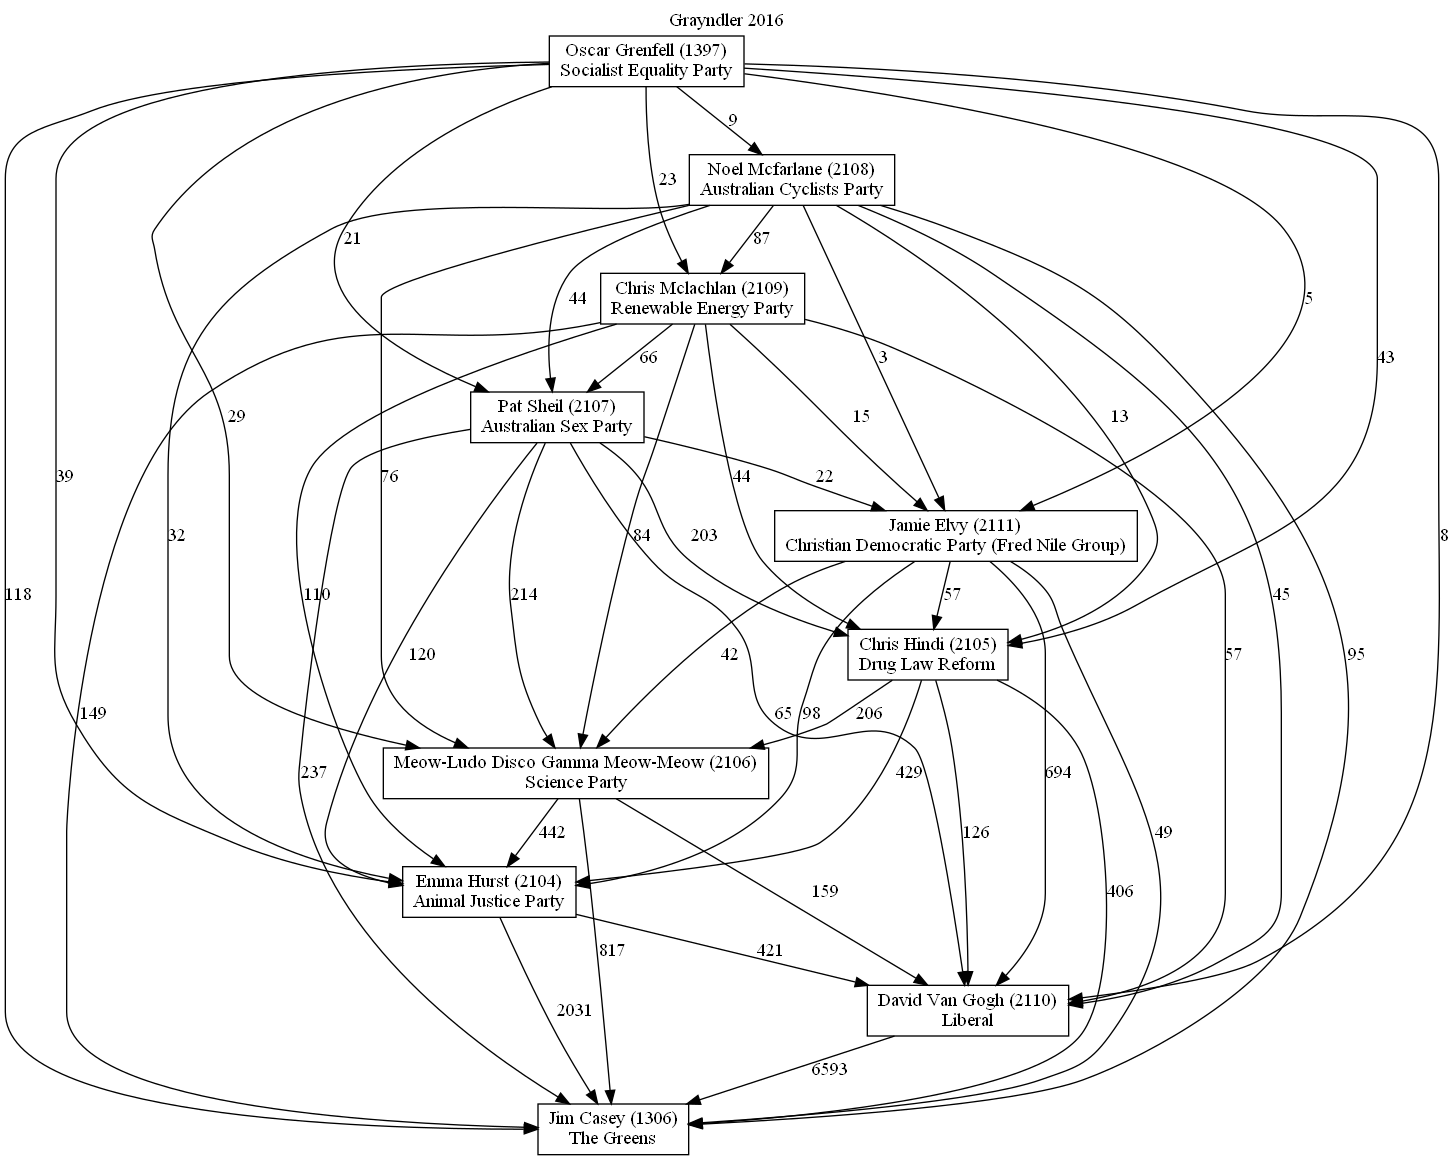 Grayndler 2016
Oscar Grenfell (1397)
Socialist Equality Party
9
Noel Mcfarlane (2108)
Australian Cyclists Party
23
21
87
44
Chris Mclachlan (2109)
Renewable Energy Party
5
66
3
43
15
13
Pat Sheil (2107)
Australian Sex Party
29
39
76
44
22
32
84
203
Jamie Elvy (2111)
Christian Democratic Party (Fred Nile Group)
8
118
110
214
57
45
120
42
Chris Hindi (2105)
Drug Law Reform
57
95
149
65
98
206
237
Meow-Ludo Disco Gamma Meow-Meow (2106)
Science Party
429
694
442
126
49
Emma Hurst (2104)
Animal Justice Party
159
406
817
421
2031
David Van Gogh (2110)
Liberal
6593
Jim Casey (1306)
The Greens